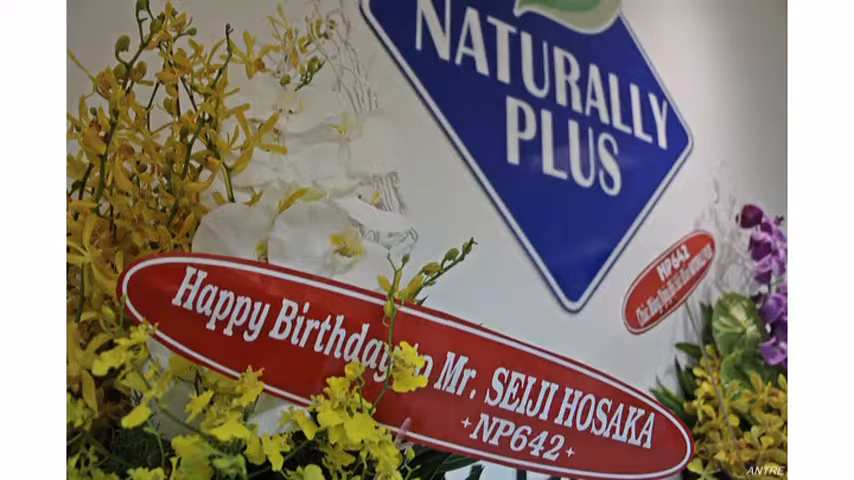 NATURALLY
PLUS
NP642
Happy Birthday to Mr. SEIJI HOSAKA
NP642
ANTRE